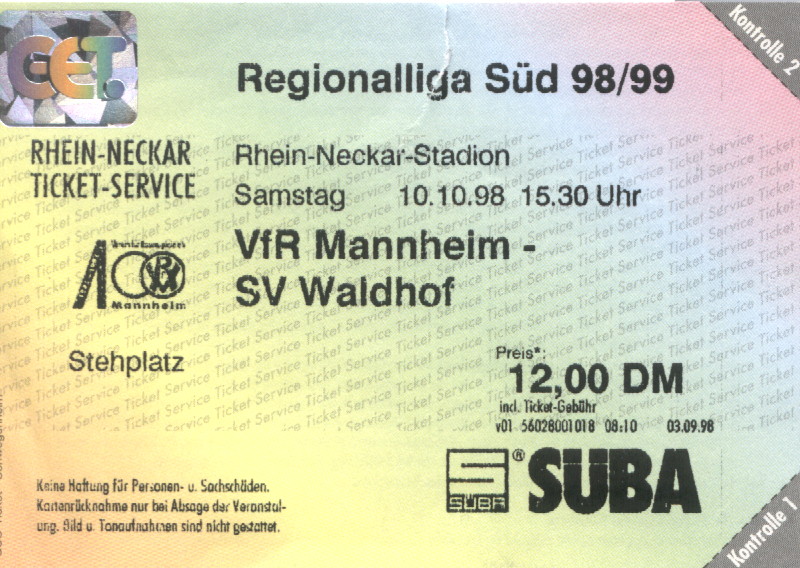 Kontrolle 2
CET.
Regionalliga Süd 98/99
RHEIN-NECKAR
TICKET-SERVICE
Rhein-Neckar-Stadion
Samstag 10.10.98 15.30 Uhr
VfR Mannheim -
SV Waldhof
100
VfR
Mannheim
Stehplatz
Preis*:
12,00 DM
incl. Ticket-Gebühr
v01 56028001018 08:10 03.09.98
SUBA ® SUBA
Keine Haftung für Personen- u. Sachschäden.
Kartenrücknahme nur bei Absage der Veranstal-
ung. Bild u. Tonaufnahmen sind nicht gestattet.
Kontrolle 1